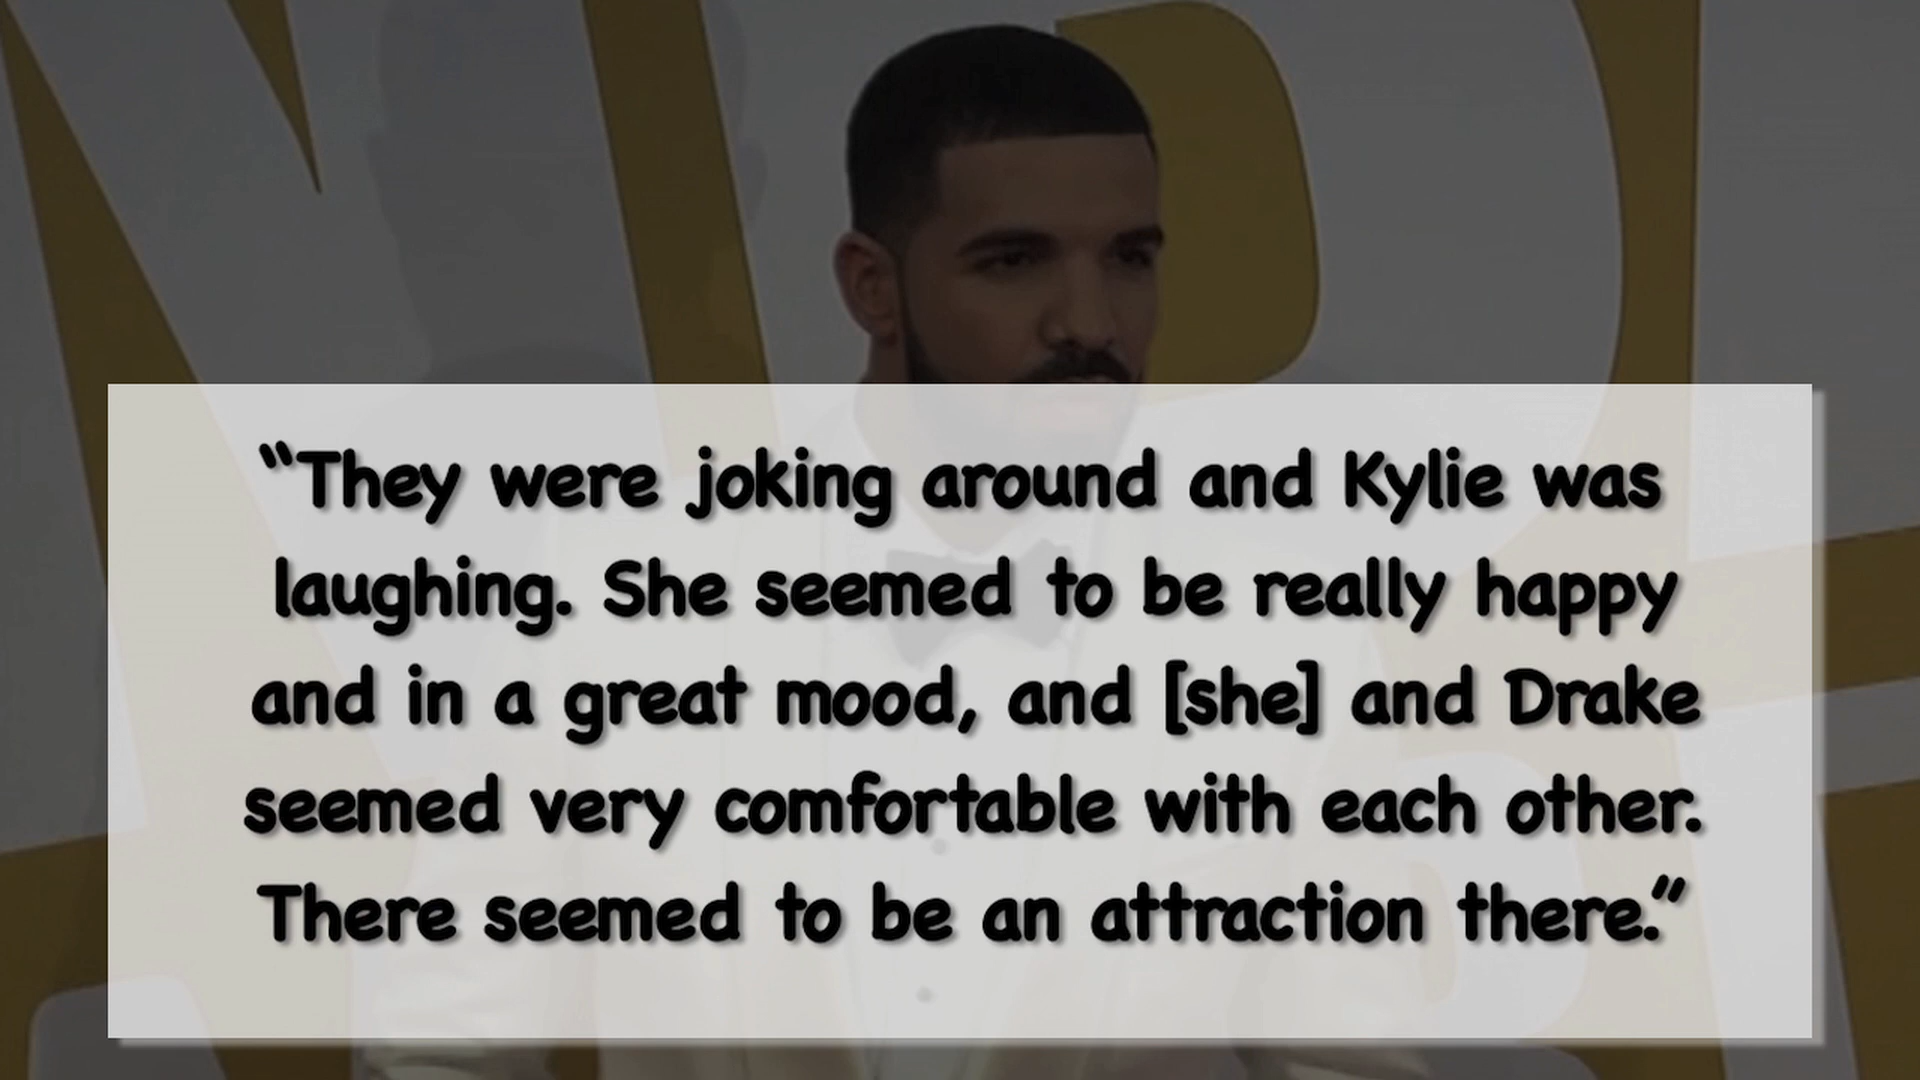 “They were joking around and Kylie was
laughing. She seemed to be really happy
and in a great mood, and [she] and Drake
seemed very comfortable with each other.
There seemed to be an attraction there.”